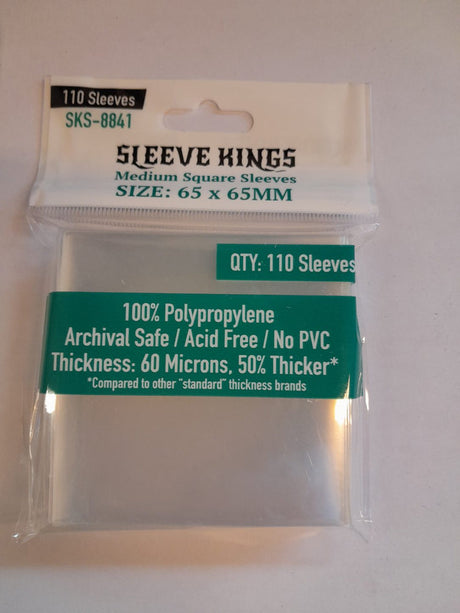 110 Sleeves
SKS-8841
SLEEVE KINGS
Medium Square Sleeves
SIZE: 65 x 65MM
QTY: 110 Sleeves
100% Polypropylene
Archival Safe / Acid Free / No PVC
Thickness: 60 Microns, 50% Thicker*
*Compared to other "standard" thickness brands